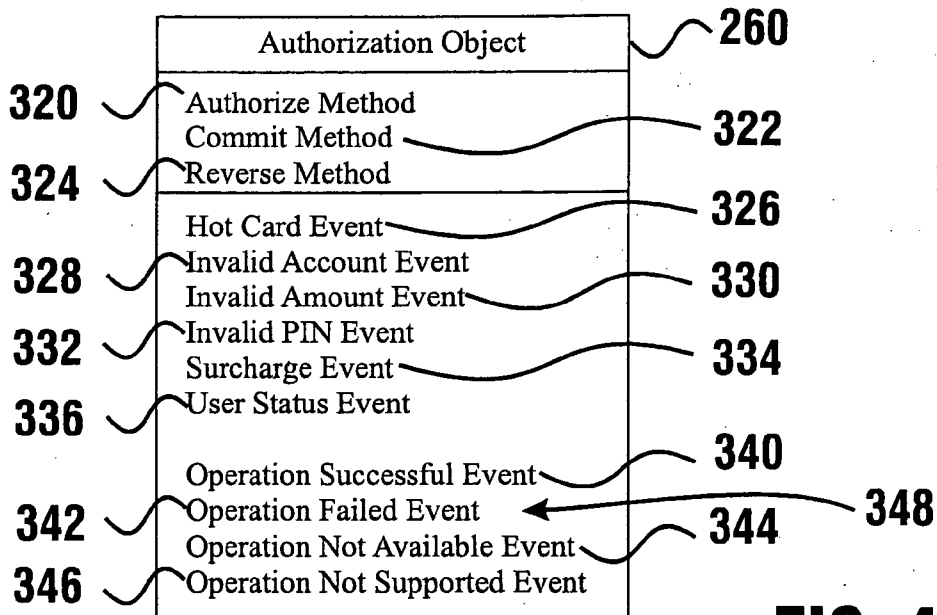 Authorization Object 260
320 Authorize Method
Commit Method 322
324 Reverse Method
Hot Card Event 326
328 Invalid Account Event
Invalid Amount Event 330
332 Invalid PIN Event
Surcharge Event 334
336 User Status Event
Operation Successful Event 340
342 Operation Failed Event 348
Operation Not Available Event 344
346 Operation Not Supported Event